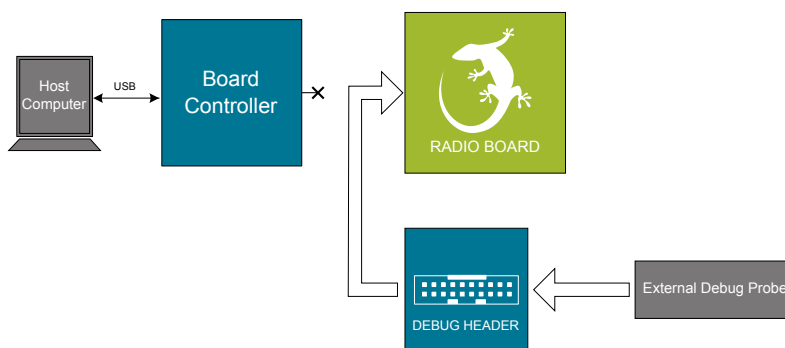 Host
Computer
USB
Board
Controller
RADIO BOARD
DEBUG HEADER
External Debug Probe